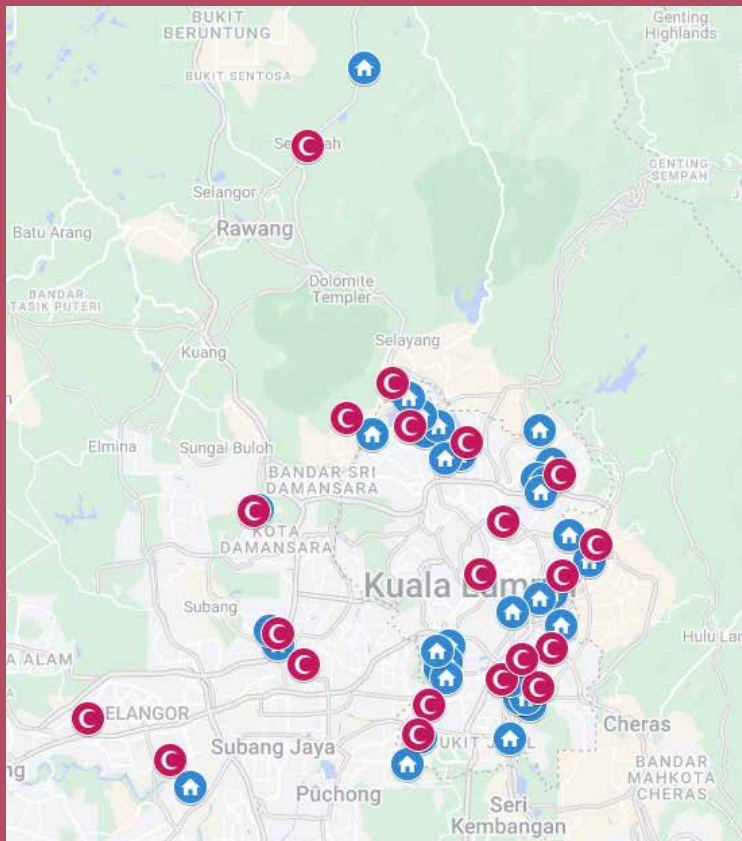 BUKIT
BERUNTUNG
Genting
Highlands
BUKIT SENTOSA
GENTING
SEMPAH
Selangor
Batu Arang
Rawang
BANDAR
TASIK PUTERI
Dolomite
Templer
Selayang
Kuang
Elmina
Sungai Buloh
BANDAR SRI
DAMANSARA
KOTA
DAMANSARA
Kuala
Subang
Hulu
ALAM
ELANGOR
Subang Jaya
Cheras
BANDAR
MAHKOTA
CHERAS
Puchong
Seri
Kembangan